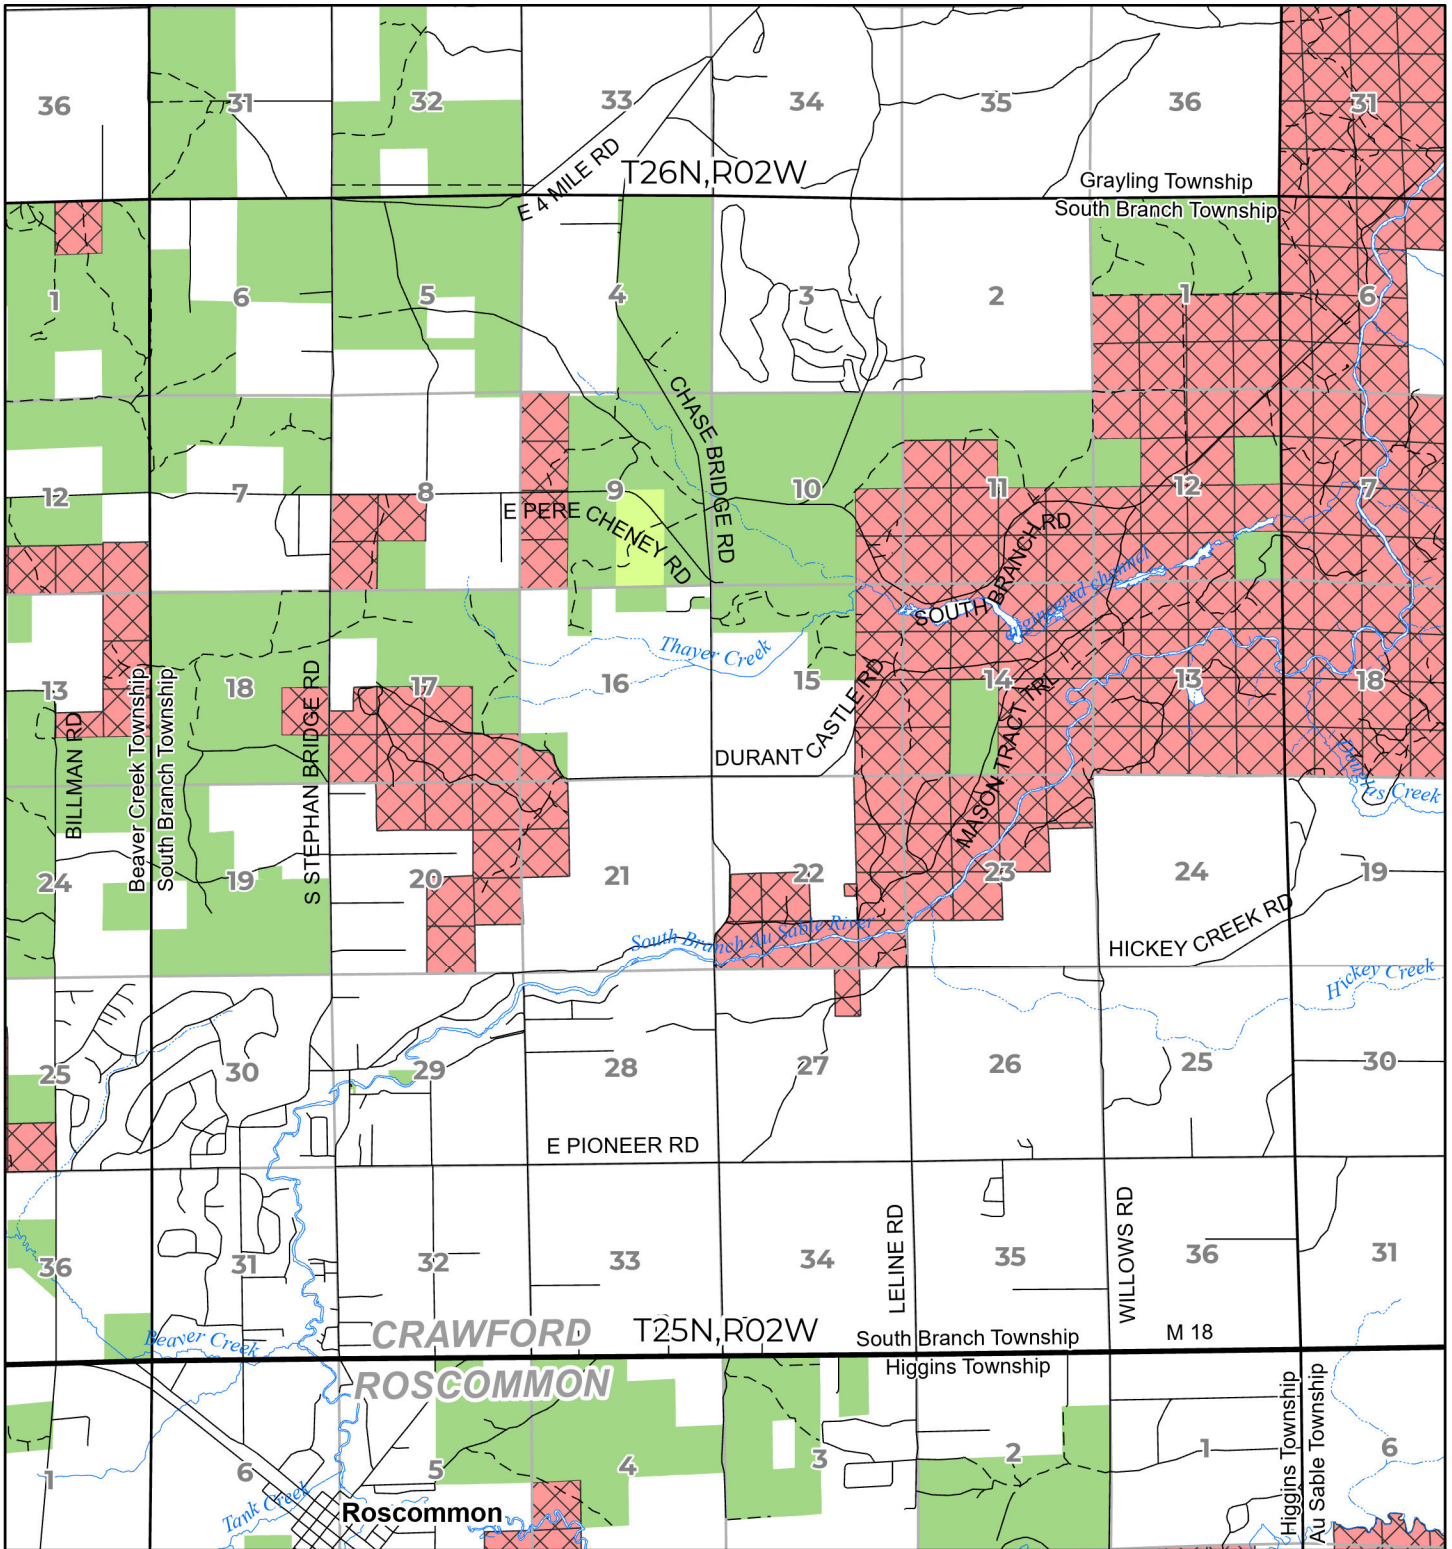 36
31
32
33
34
35
36
31
E 4 MILE RD
T26N,R02W
Grayling Township
South Branch Township
1
6
5
4
3
2
1
6
CHASE BRIDGE RD
12
7
8
9
10
11
12
7
E PERE CHENEY RD
SOUTH BRANCH RD
engineered channel
Thayer Creek
13
18
17
16
15
14
13
18
BILLMAN RD
Beaver Creek Township
South Branch Township
S STEPHAN BRIDGE RD
DURANT CASTLE RD
MASON TRACT TRL
Douglas Creek
24
19
20
21
22
23
24
19
South Branch Au Sable River
HICKEY CREEK RD
Hickey Creek
25
30
29
28
27
26
25
30
E PIONEER RD
36
31
32
33
34
35
36
31
LELINE RD
WILLOWS RD
Beaver Creek
CRAWFORD
T25N,R02W
South Branch Township
M 18
ROSCOMMON
Higgins Township
Higgins Township
Au Sable Township
1
6
5
4
3
2
1
6
Tank Creek
Roscommon